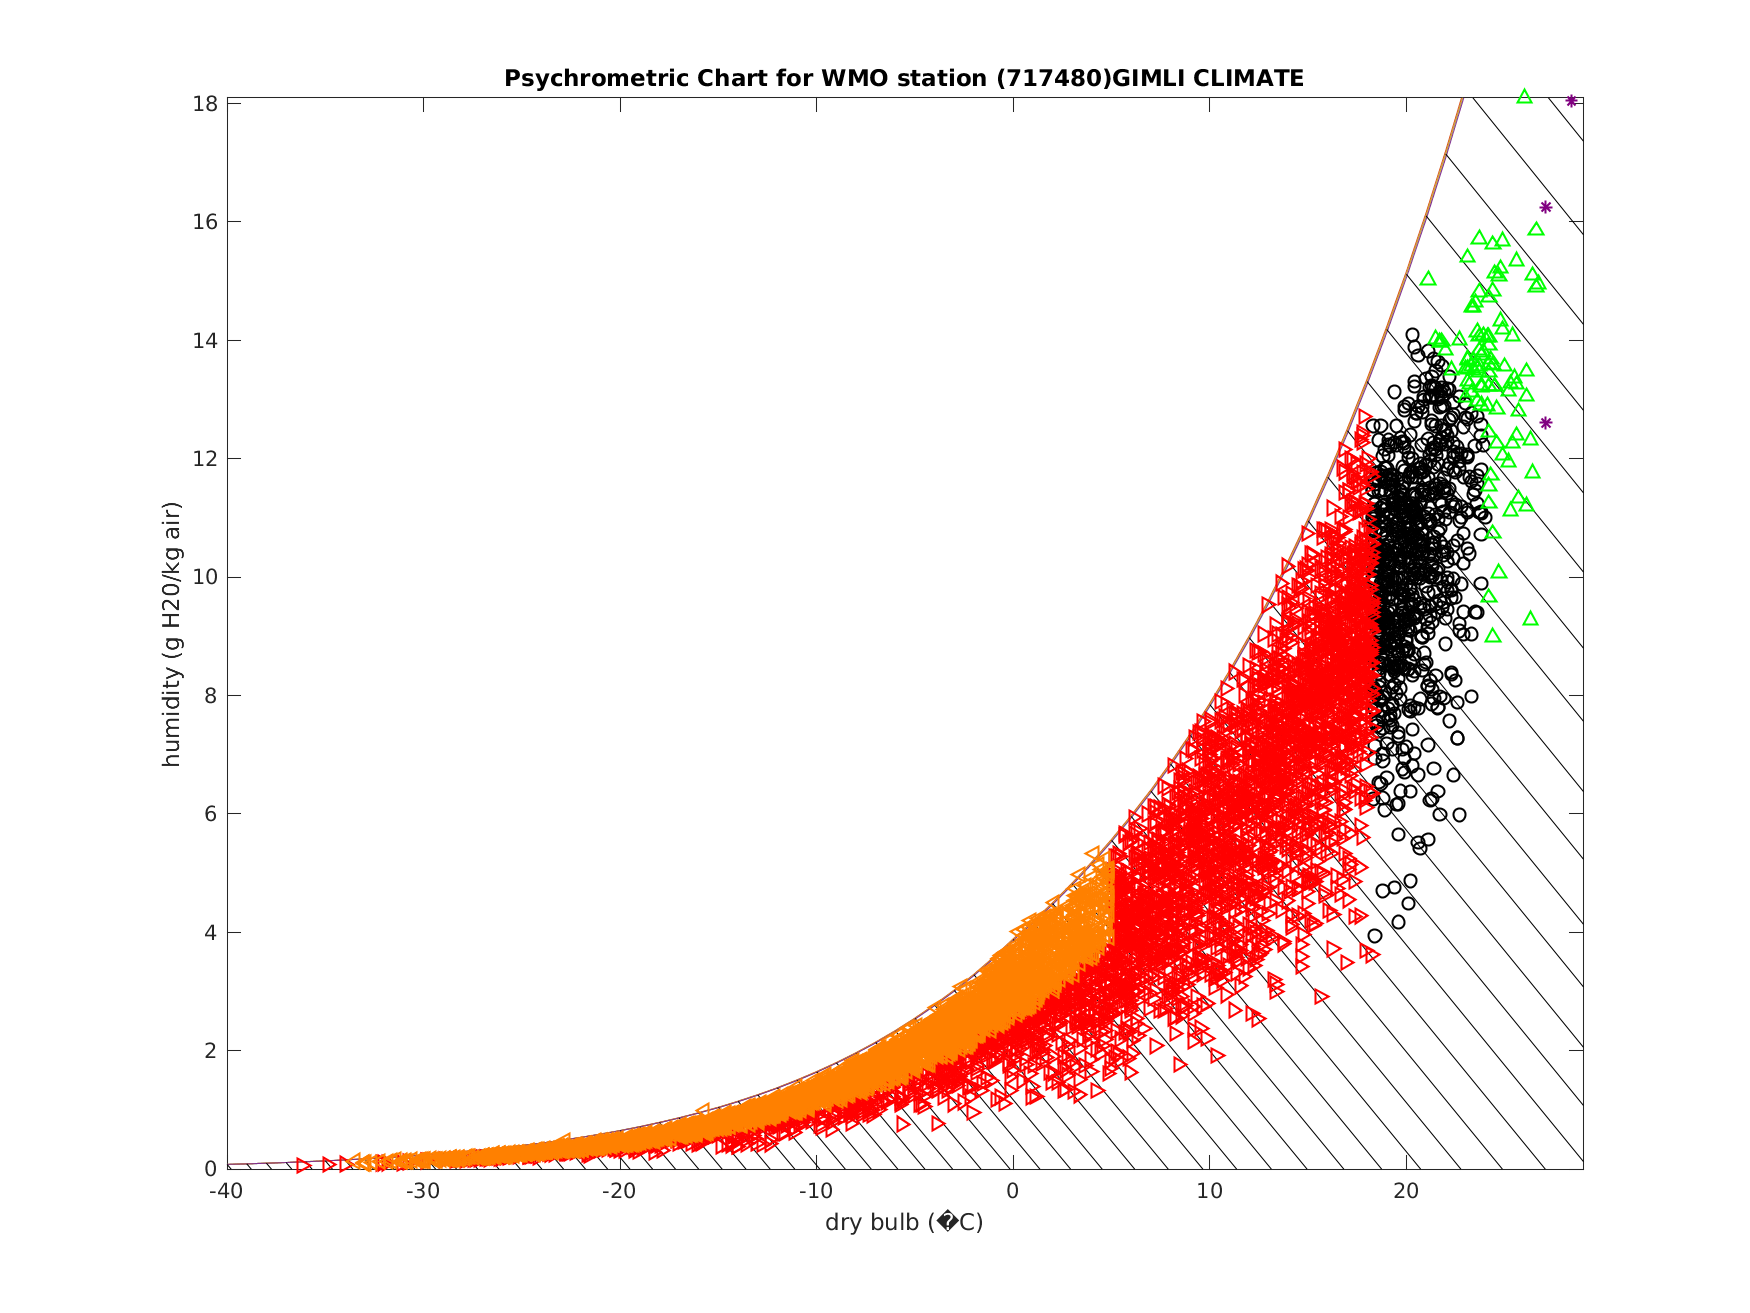 Psychrometric Chart for WMO station (717480)GIMLI CLIMATE
18
16
14
12
10
8
6
4
2
0
humidity (g H20/kg air)
-40 -30 -20 -10 0 10 20
dry bulb (�C)